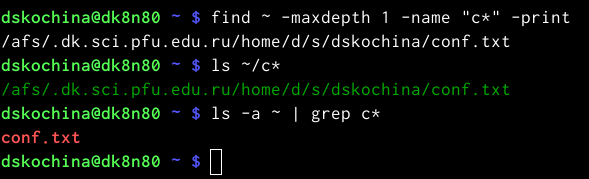 dskochina@dk8n80 ~ $ find ~ -maxdepth 1 -name "c*" -print
/afs/.dk.sci.pfu.edu.ru/home/d/s/dskochina/conf.txt
dskochina@dk8n80 ~ $ ls ~/c*
/afs/.dk.sci.pfu.edu.ru/home/d/s/dskochina/conf.txt
dskochina@dk8n80 ~ $ ls -a ~ | grep c*
conf.txt
dskochina@dk8n80 ~ $